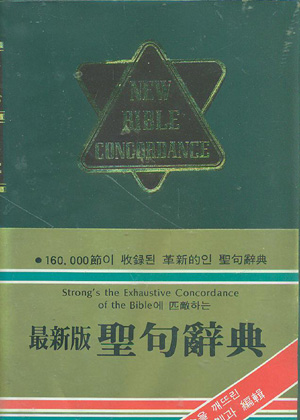 NEW
BIBLE
CONCORDANCE
● 160,000節이 收錄된 革新的인 聖句辭典
Strong's the Exhaustive Concordance
of the Bible에 匹敵하는
最新版 聖句辭典